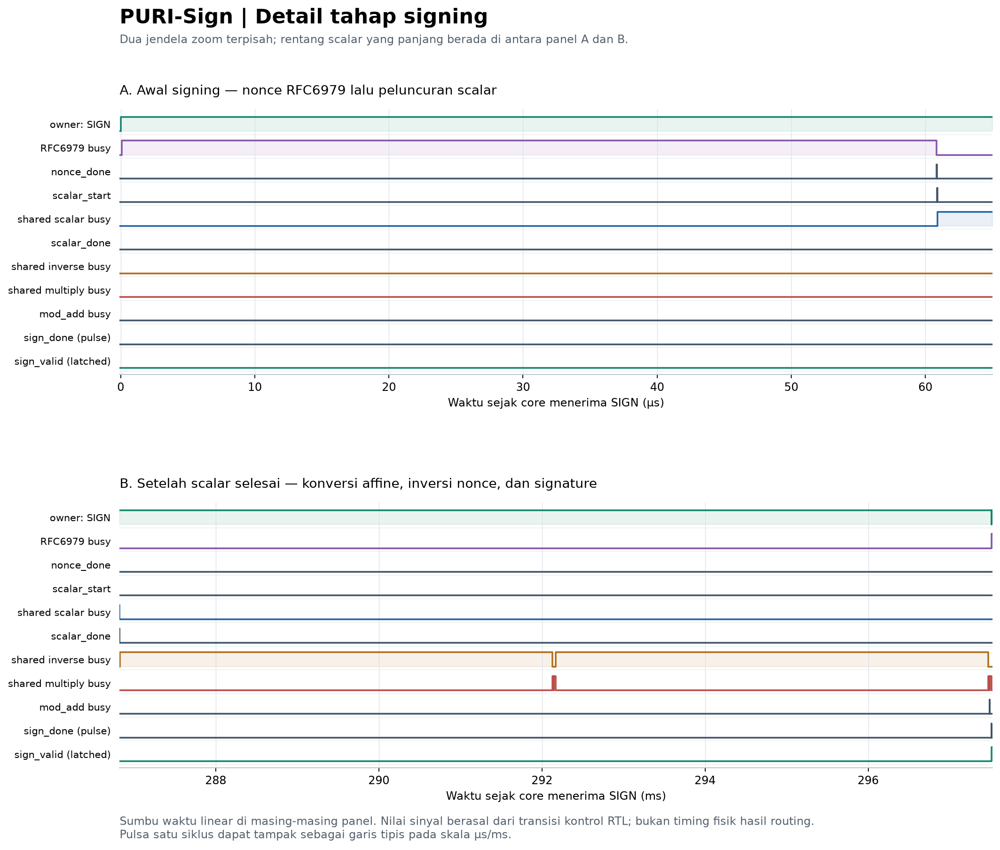 PURI-Sign | Detail tahap signing
Dua jendela zoom terpisah; rentang scalar yang panjang berada di antara panel A dan B.
A. Awal signing — nonce RFC6979 lalu peluncuran scalar
owner: SIGN
RFC6979 busy
nonce_done
scalar_start
shared scalar busy
scalar_done
shared inverse busy
shared multiply busy
mod_add busy
sign_done (pulse)
sign_valid (latched)
0 10 20 30 40 50 60
Waktu sejak core menerima SIGN (µs)
B. Setelah scalar selesai — konversi affine, inversi nonce, dan signature
owner: SIGN
RFC6979 busy
nonce_done
scalar_start
shared scalar busy
scalar_done
shared inverse busy
shared multiply busy
mod_add busy
sign_done (pulse)
sign_valid (latched)
288 290 292 294 296
Waktu sejak core menerima SIGN (ms)
Sumbu waktu linear di masing-masing panel. Nilai sinyal berasal dari transisi kontrol RTL; bukan timing fisik hasil routing.
Pulsa satu siklus dapat tampak sebagai garis tipis pada skala µs/ms.